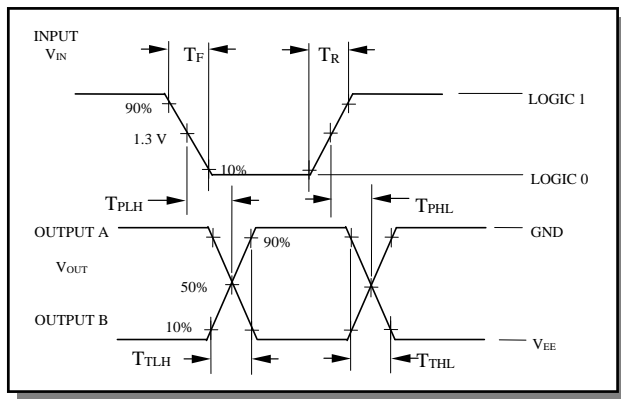 INPUT
VIN
TF
TR
90%
LOGIC 1
1.3 V
10%
LOGIC 0
TPLH
TPHL
OUTPUT A
GND
90%
VOUT
50%
OUTPUT B
10%
VEE
TTLH
TTHL